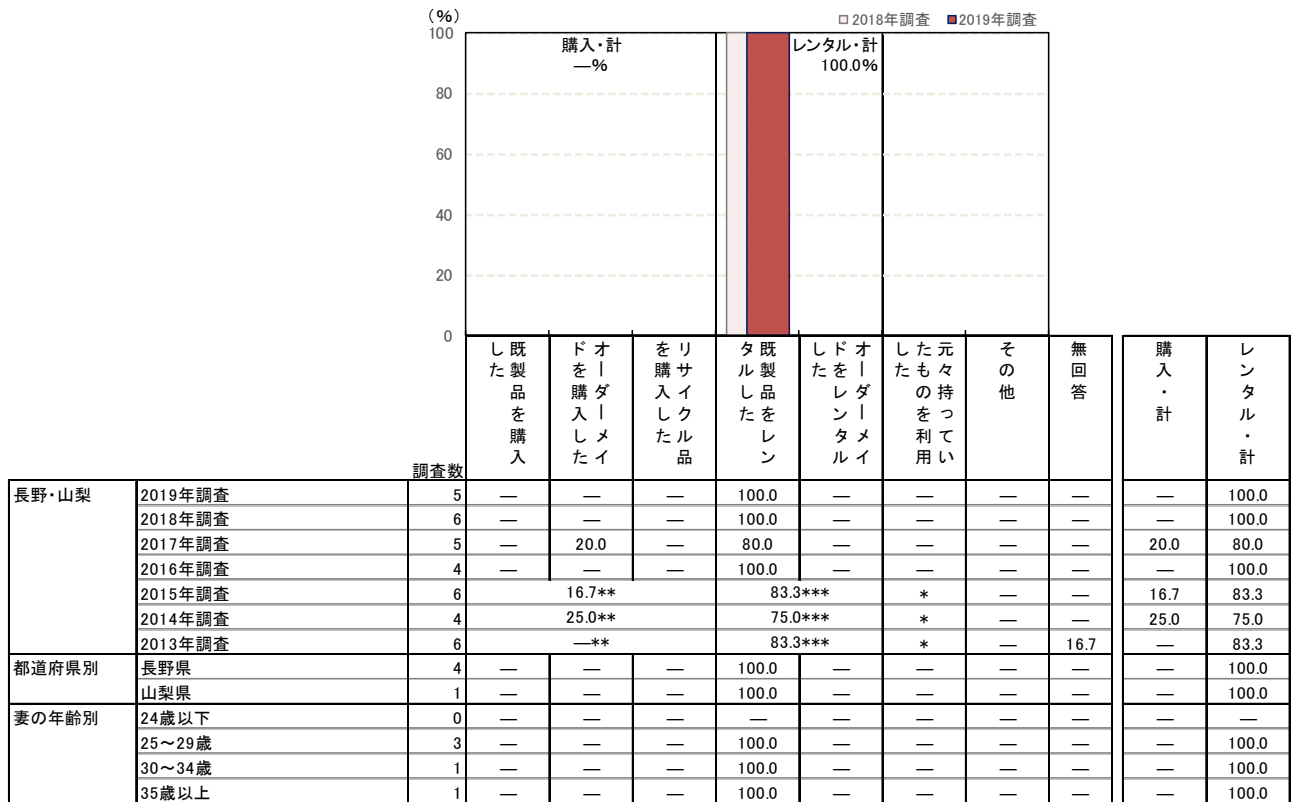 （%）
□2018年調査 ■2019年調査
100
80
60
40
20
0
購入・計
―%
レンタル・計
100.0%
調査数
既製品を購入した
オーダーメイドを購入した
リサイクル品を購入した
既製品をレンタルした
オーダーメイドをレンタルした
元々持っていたものを利用した
その他
無回答
購入・計
レンタル・計
長野・山梨 2019年調査 5 ― ― ― 100.0 ― ― ― ― ― 100.0
2018年調査 6 ― ― ― 100.0 ― ― ― ― ― 100.0
2017年調査 5 ― 20.0 ― 80.0 ― ― ― ― 20.0 80.0
2016年調査 4 ― ― ― 100.0 ― ― ― ― ― 100.0
2015年調査 6 16.7** 83.3*** * ― ― 16.7 83.3
2014年調査 4 25.0** 75.0*** * ― ― 25.0 75.0
2013年調査 6 ―** 83.3*** * ― 16.7 ― 83.3
都道府県別 長野県 4 ― ― ― 100.0 ― ― ― ― ― 100.0
山梨県 1 ― ― ― 100.0 ― ― ― ― ― 100.0
妻の年齢別 24歳以下 0 ― ― ― ― ― ― ― ― ― ―
25～29歳 3 ― ― ― 100.0 ― ― ― ― ― 100.0
30～34歳 1 ― ― ― 100.0 ― ― ― ― ― 100.0
35歳以上 1 ― ― ― 100.0 ― ― ― ― ― 100.0